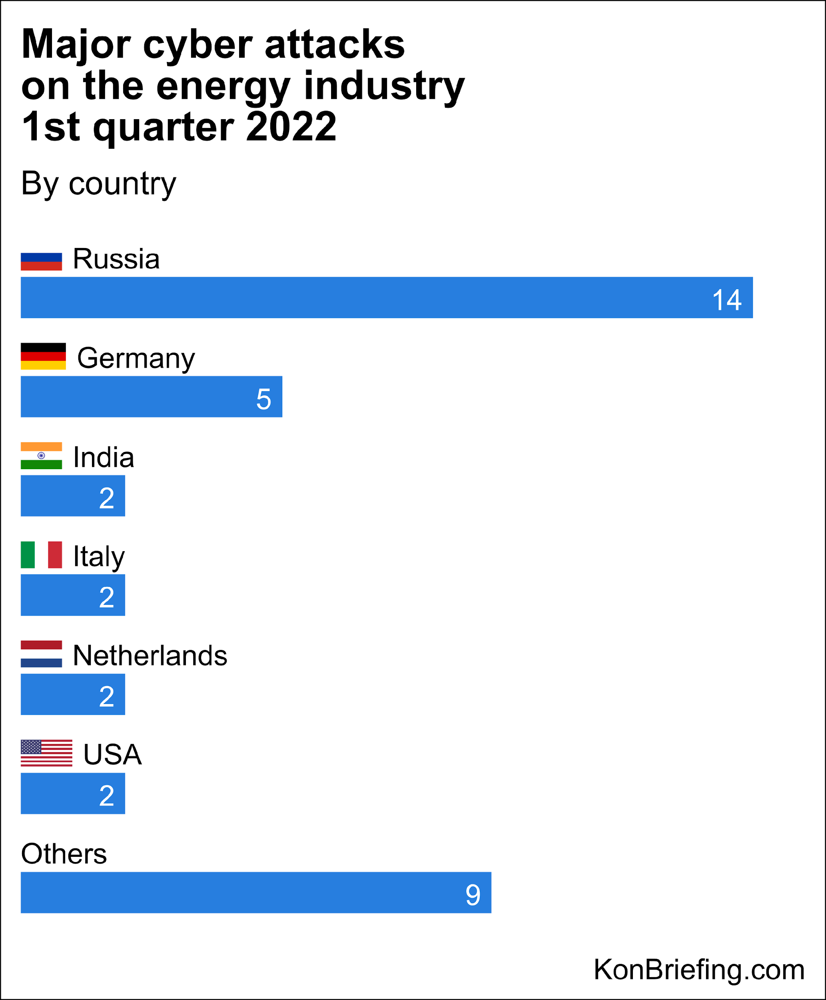 Major cyber attacks
on the energy industry
1st quarter 2022
By country
Russia
14
Germany
5
India
2
Italy
2
Netherlands
2
USA
2
Others
9
KonBriefing.com